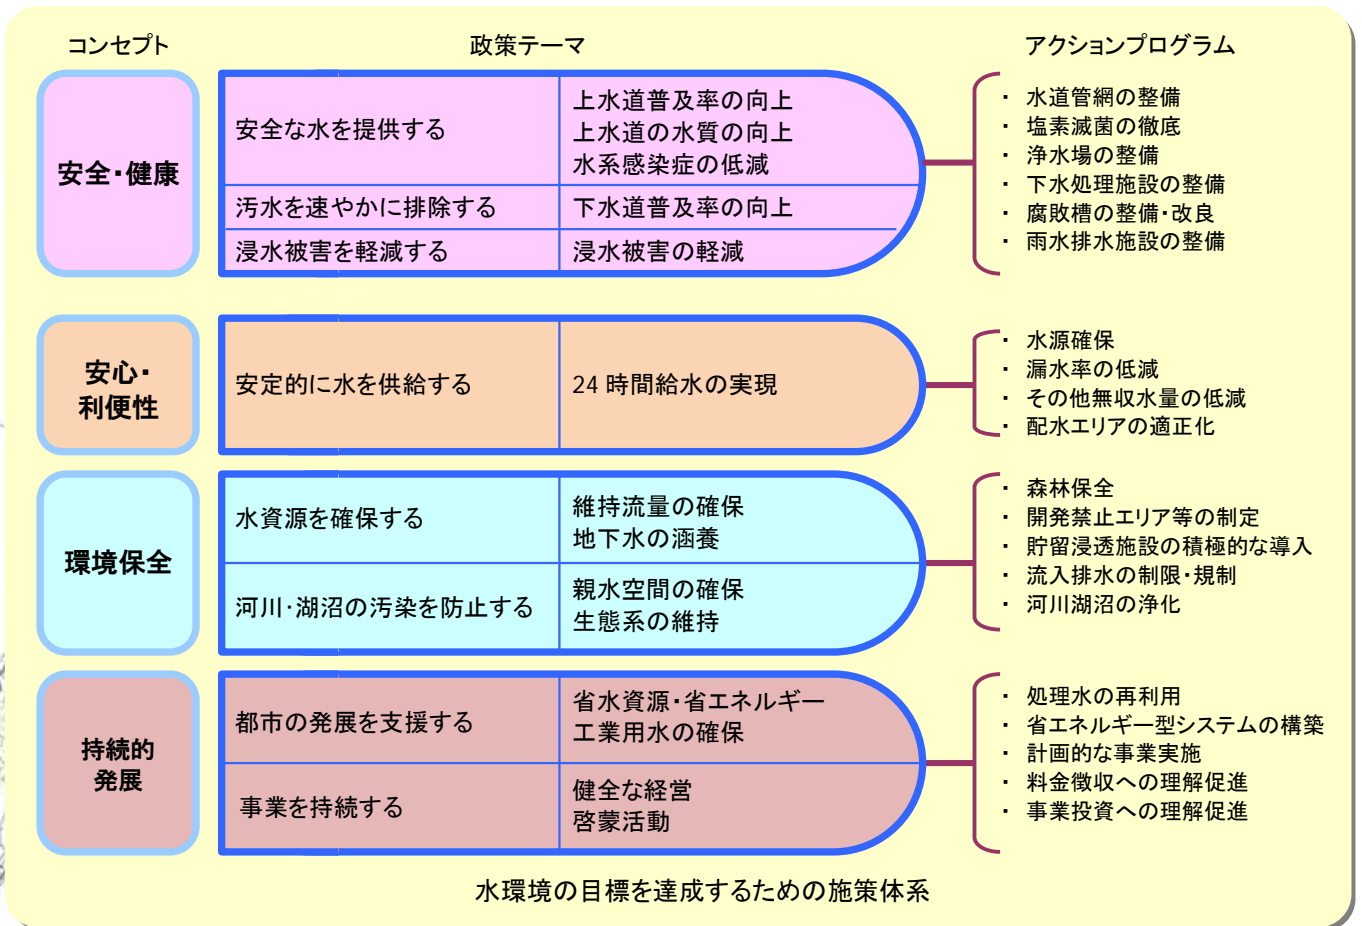 コンセプト
政策テーマ
アクションプログラム
安全・健康
安全な水を提供する
上水道普及率の向上
上水道の水質の向上
水系感染症の低減
汚水を速やかに排除する
下水道普及率の向上
浸水被害を軽減する
浸水被害の軽減
・ 水道管網の整備
・ 塩素滅菌の徹底
・ 浄水場の整備
・ 下水処理施設の整備
・ 腐敗槽の整備・改良
・ 雨水排水施設の整備
安心・
利便性
安定的に水を供給する
24 時間給水の実現
・ 水源確保
・ 漏水率の低減
・ その他無収水量の低減
・ 配水エリアの適正化
環境保全
水資源を確保する
維持流量の確保
地下水の涵養
河川・湖沼の汚染を防止する
親水空間の確保
生態系の維持
・ 森林保全
・ 開発禁止エリア等の制定
・ 貯留浸透施設の積極的な導入
・ 流入排水の制限・規制
・ 河川湖沼の浄化
持続的
発展
都市の発展を支援する
省水資源・省エネルギー
工業用水の確保
事業を持続する
健全な経営
啓蒙活動
・ 処理水の再利用
・ 省エネルギー型システムの構築
・ 計画的な事業実施
・ 料金徴収への理解促進
・ 事業投資への理解促進
水環境の目標を達成するための施策体系